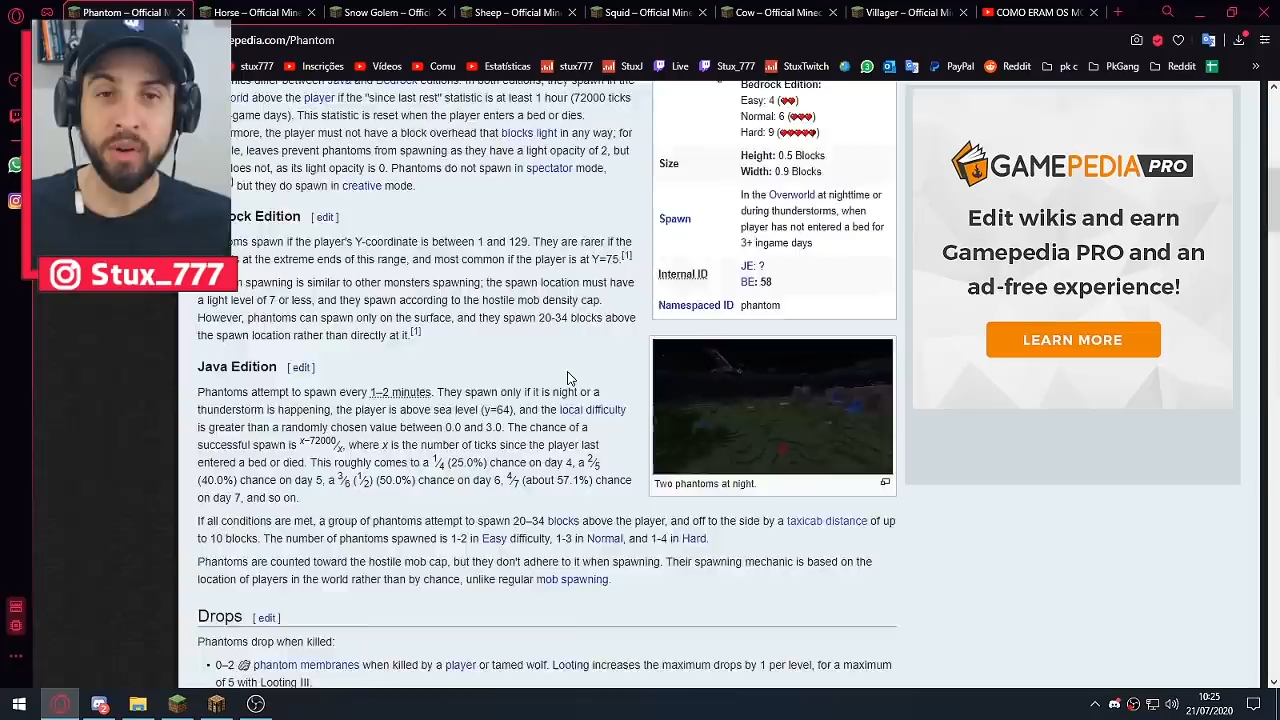 Phantom – Official Mine
Horse – Official Mine
Snow Golem – Official
Sheep – Official Mine
Squid – Official Mine
Cow – Official Mine
Villager – Official M
COMO ERAM OS M
pedia.com/Phantom
stux777
Inscrições
Vídeos
Comu
Estatísticas
stux777
StuxJ
StuxTwitch
Live
Stux_777
PayPal
Reddit
pk c
PkGang
Reddit
Stux_777
orld above the player if the "since last rest" statistic is at least 1 hour (72000 ticks
-game days). This statistic is reset when the player enters a bed or dies.
rmore, the player must not have a block overhead that blocks light in any way; for
le, leaves prevent phantoms from spawning as they have a light opacity of 2, but
oes not, as its light opacity is 0. Phantoms do not spawn in spectator mode,
but they do spawn in creative mode.
ock Edition [ edit ]
ms spawn if the player's Y-coordinate is between 1 and 129. They are rarer if the
at the extreme ends of this range, and most common if the player is at Y=75.[1]
spawning is similar to other monsters spawning; the spawn location must have
a light level of 7 or less, and they spawn according to the hostile mob density cap.
However, phantoms can spawn only on the surface, and they spawn 20-34 blocks above
the spawn location rather than directly at it.[1]
Java Edition [ edit ]
Phantoms attempt to spawn every 1–2 minutes. They spawn only if it is night or a
thunderstorm is happening, the player is above sea level (y=64), and the local difficulty
is greater than a randomly chosen value between 0.0 and 3.0. The chance of a
successful spawn is x−72000/x, where x is the number of ticks since the player last
entered a bed or died. This roughly comes to a 1/4 (25.0%) chance on day 4, a 2/5
(40.0%) chance on day 5, a 3/6 (1/2) (50.0%) chance on day 6, 4/7 (about 57.1%) chance
on day 7, and so on.
If all conditions are met, a group of phantoms attempt to spawn 20–34 blocks above the player, and off to the side by a taxicab distance of up
to 10 blocks. The number of phantoms spawned is 1-2 in Easy difficulty, 1-3 in Normal, and 1-4 in Hard.
Phantoms are counted toward the hostile mob cap, but they don't adhere to it when spawning. Their spawning mechanic is based on the
location of players in the world rather than by chance, unlike regular mob spawning.
Drops [ edit ]
Phantoms drop when killed:
• 0–2 phantom membranes when killed by a player or tamed wolf. Looting increases the maximum drops by 1 per level, for a maximum
of 5 with Looting III.
Bedrock Edition:
Easy: 4 ( )
Normal: 6 ( )
Hard: 9 ( )
Size
Height: 0.5 Blocks
Width: 0.9 Blocks
Spawn
In the Overworld at nighttime or
during thunderstorms, when
player has not entered a bed for
3+ ingame days
Internal ID
JE: ?
BE: 58
Namespaced ID phantom
Two phantoms at night.
GAMEPEDIA PRO
Edit wikis and earn
Gamepedia PRO and an
ad-free experience!
LEARN MORE
10:25
21/07/2020